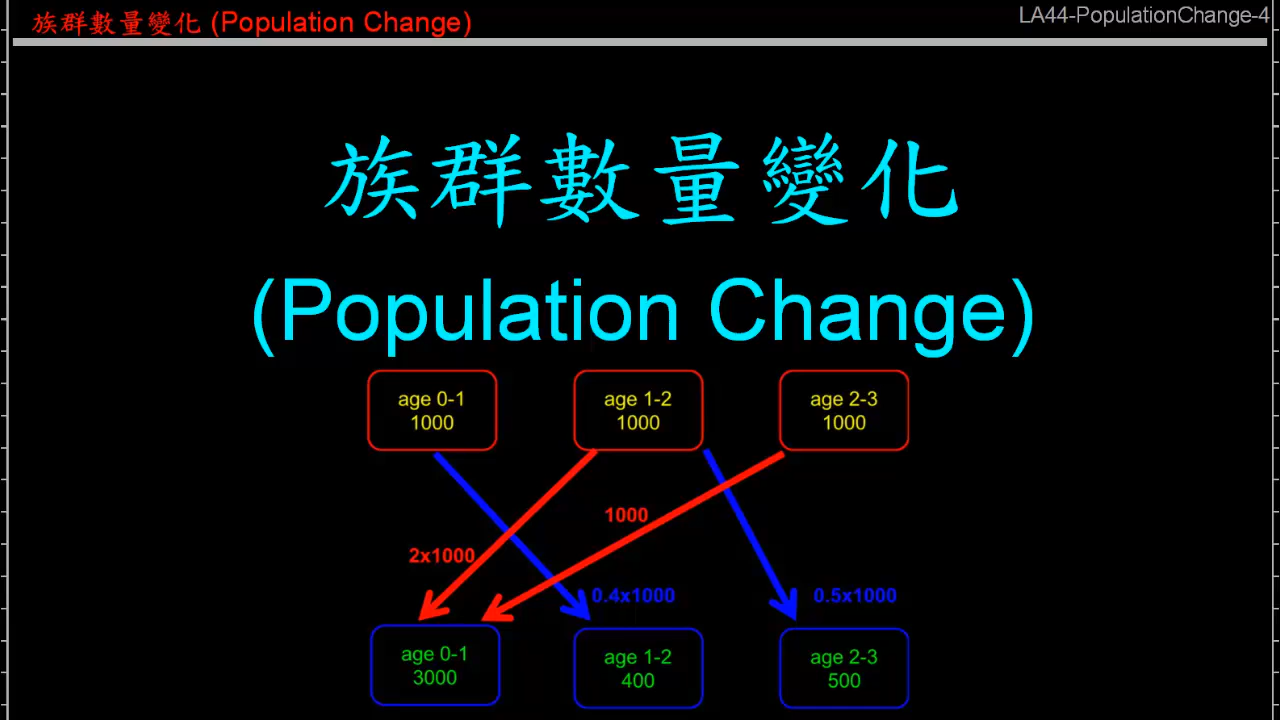 族群數量變化 (Population Change)
LA44-PopulationChange-4
族群數量變化
(Population Change)
age 0-1
1000
age 1-2
1000
age 2-3
1000
1000
2x1000
0.4x1000
0.5x1000
age 0-1
3000
age 1-2
400
age 2-3
500